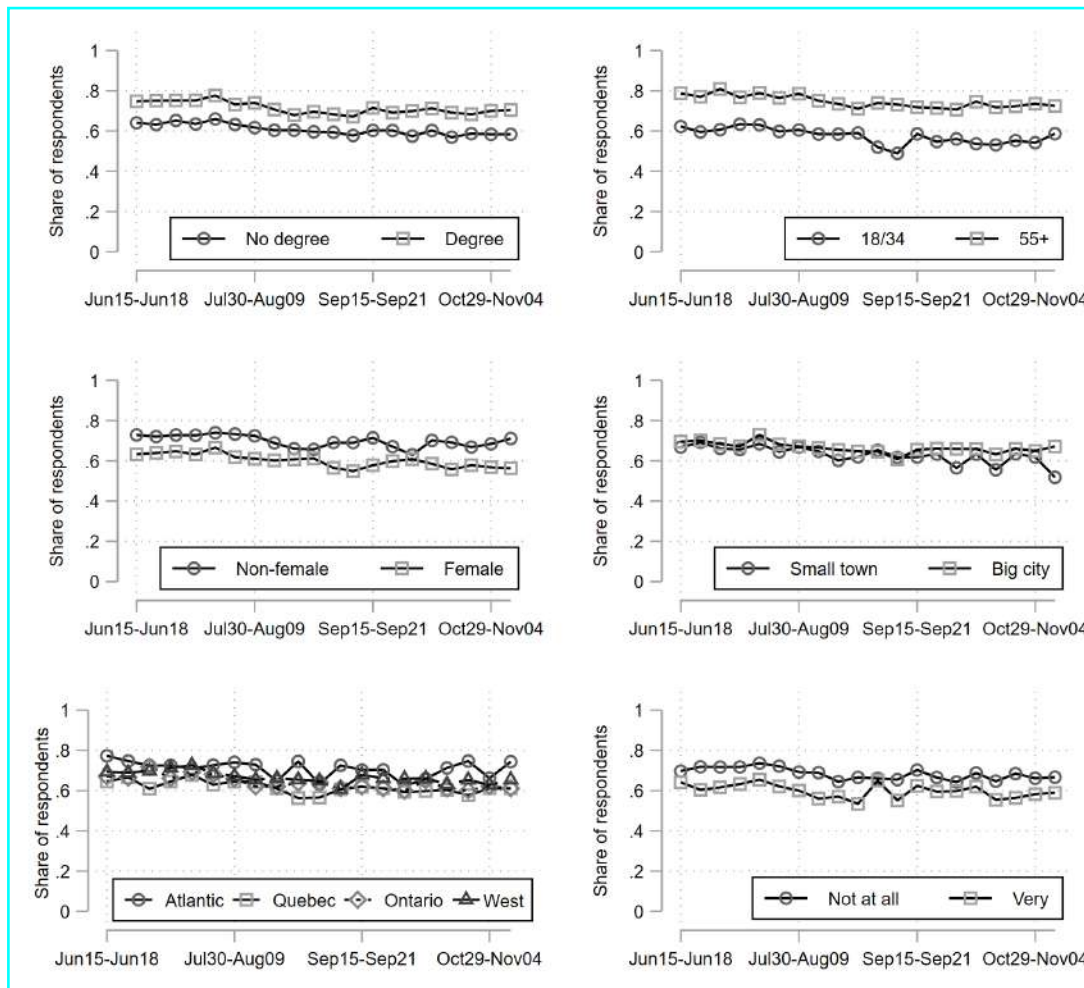 Share of respondents
1
.8
.6
.4
.2
0
No degree Degree
Jun15-Jun18 Jul30-Aug09 Sep15-Sep21 Oct29-Nov04
Share of respondents
1
.8
.6
.4
.2
0
18/34 55+
Jun15-Jun18 Jul30-Aug09 Sep15-Sep21 Oct29-Nov04
Share of respondents
1
.8
.6
.4
.2
0
Non-female Female
Jun15-Jun18 Jul30-Aug09 Sep15-Sep21 Oct29-Nov04
Share of respondents
1
.8
.6
.4
.2
0
Small town Big city
Jun15-Jun18 Jul30-Aug09 Sep15-Sep21 Oct29-Nov04
Share of respondents
1
.8
.6
.4
.2
0
Atlantic Quebec Ontario West
Jun15-Jun18 Jul30-Aug09 Sep15-Sep21 Oct29-Nov04
Share of respondents
1
.8
.6
.4
.2
0
Not at all Very
Jun15-Jun18 Jul30-Aug09 Sep15-Sep21 Oct29-Nov04